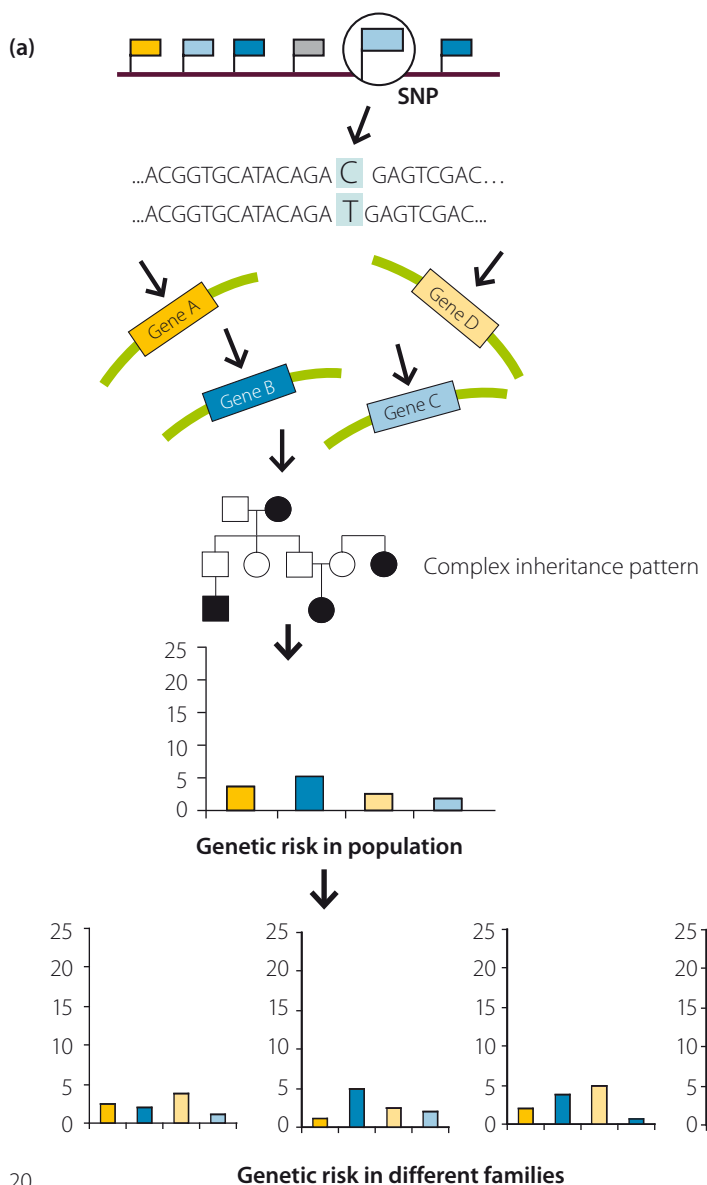 (a)
SNP
...ACGGTGCATACAGA C GAGTCGAC...
...ACGGTGCATACAGA T GAGTCGAC...
Gene A
Gene D
Gene B
Gene C
Complex inheritance pattern
25
20
15
10
5
0
Genetic risk in population
25
20
15
10
5
0
25
20
15
10
5
0
25
20
15
10
5
0
25
20
15
10
5
0
Genetic risk in different families
20